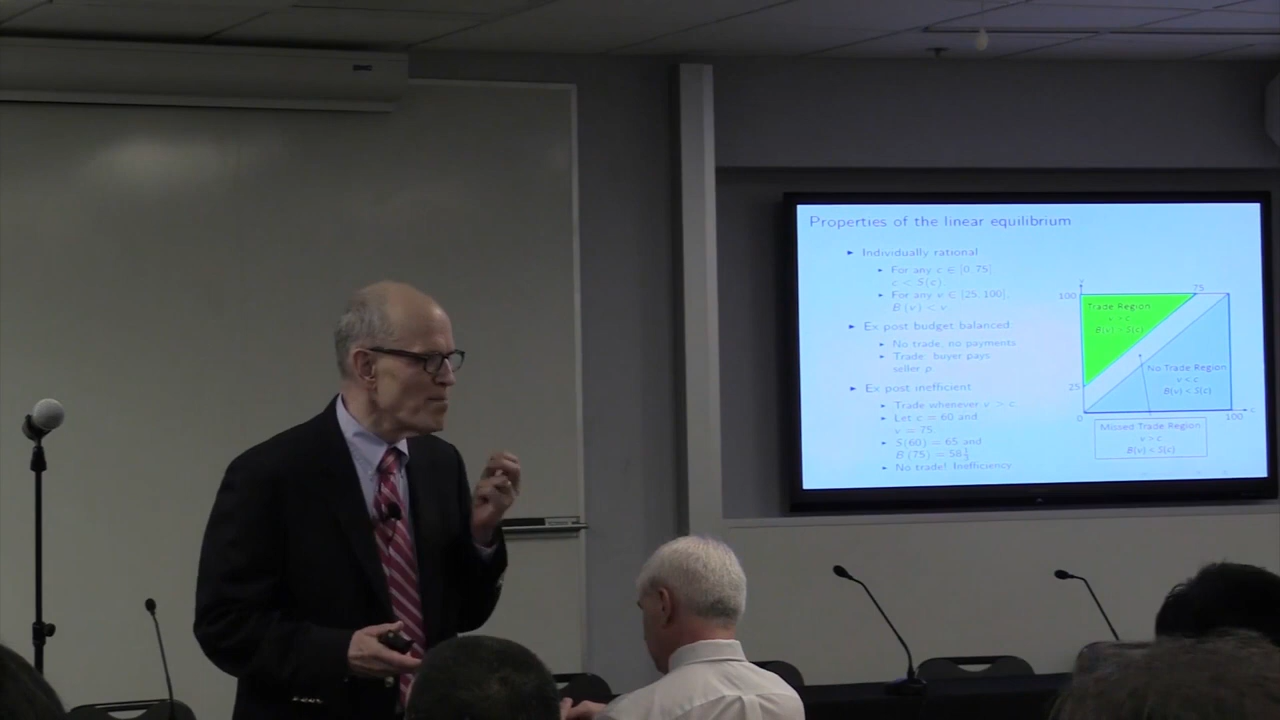 Properties of the linear equilibrium
► Individually rational
► For any c ∈ [0, 75],
c < S(c).
► For any v ∈ [25, 100],
B (v) < v
► Ex post budget balanced
► No trade, no payments
► Trade: buyer pays
seller p.
► Ex post inefficient
► Trade whenever v > c
► Let c = 60 and
v = 75.
► S(60) = 65 and
B (75) = 58 1/3
► No trade! Inefficiency
v
75
100
Trade Region
v > c
B(v) > S(c)
No Trade Region
v < c
B(v) < S(c)
25
0
100
c
Missed Trade Region
v > c
B(v) < S(c)